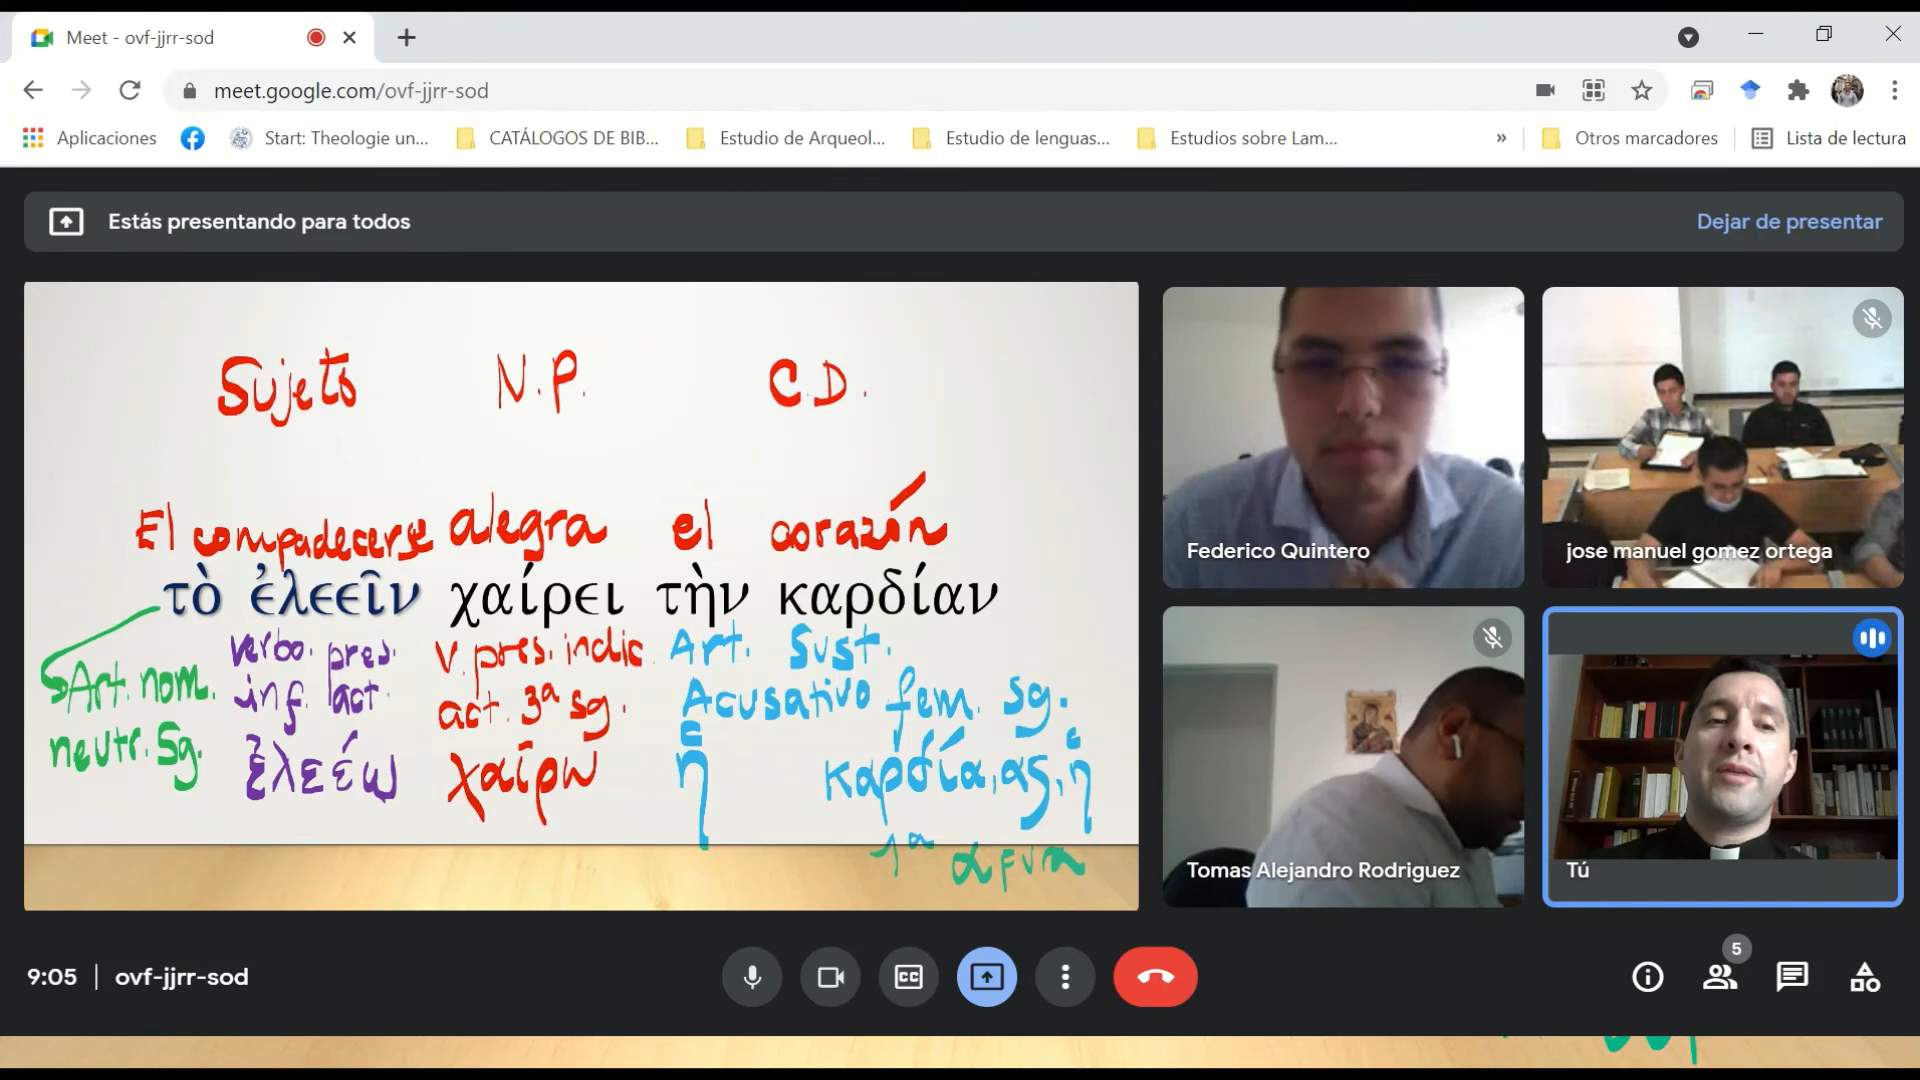 Meet - ovf-jjrr-sod
meet.google.com/ovf-jjrr-sod
Aplicaciones
Start: Theologie un...
CATÁLOGOS DE BIB...
Estudio de Arqueol...
Estudio de lenguas...
Estudios sobre Lam...
»
Otros marcadores
Lista de lectura
Estás presentando para todos
Dejar de presentar
Sujeto N.P. C.D.
El compadecerse alegra el corazón
τὸ ἐλεεῖν χαίρει τὴν καρδίαν
Art. nom. neutr. Sg.
verbo. pres. inf. act.
ἐλεέω
V. pres. indic. act. 3ª sg.
χαίρω
Art. Sust.
Acusativo fem. Sg.
ἡ καρδία, ας, ἡ
1ª α pura
Federico Quintero
jose manuel gomez ortega
Tomas Alejandro Rodriguez
Tú
9:05 | ovf-jjrr-sod
CC
5